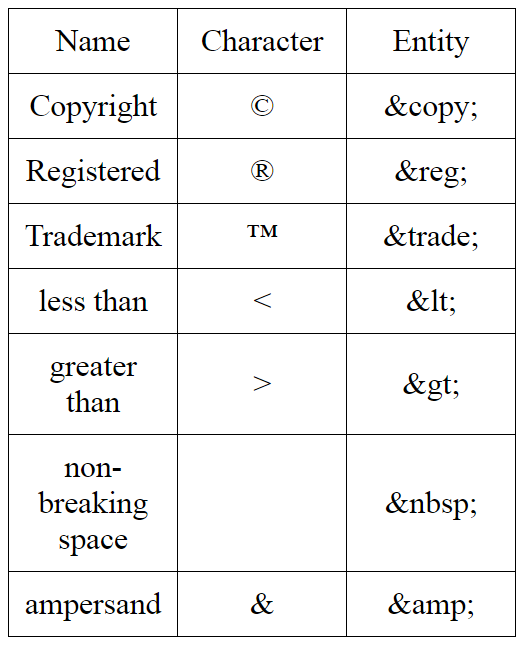 Name Character Entity
Copyright © &copy;
Registered ® &reg;
Trademark ™ &trade;
less than < &lt;
greater
than > &gt;
non-
breaking &nbsp;
space
ampersand & &amp;